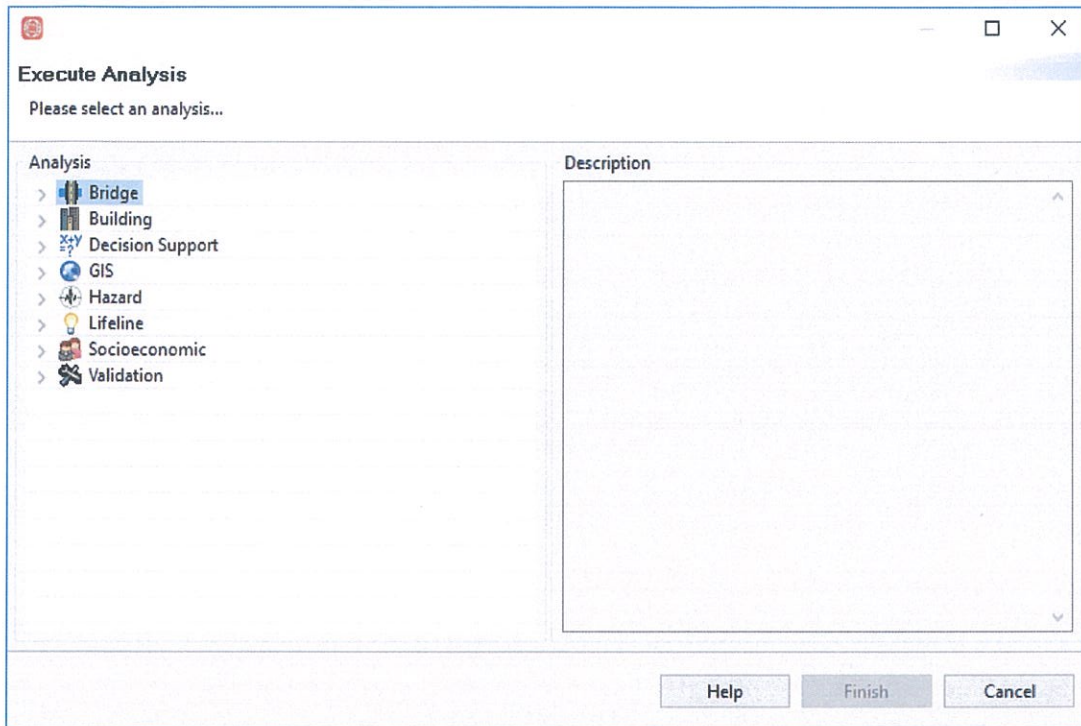 Execute Analysis
Please select an analysis...
Analysis
Description
Bridge
Building
X+Y
=?
Decision Support
GIS
Hazard
Lifeline
Socioeconomic
Validation
Help
Finish
Cancel